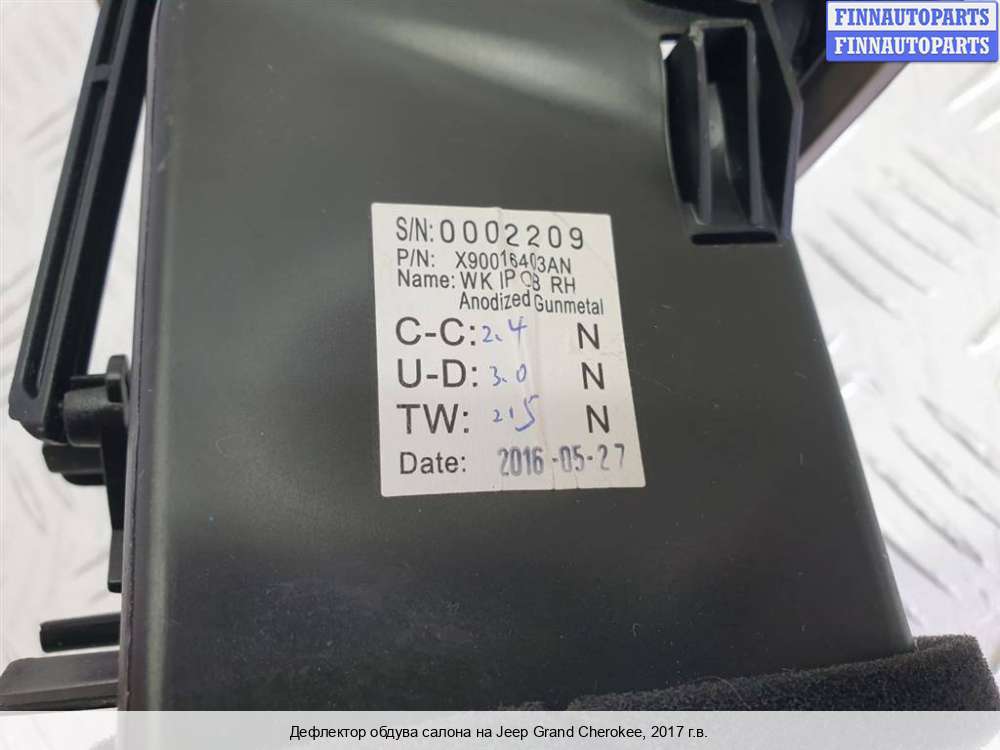 FINNAUTOPARTS
FINNAUTOPARTS
S/N: 0002209
P/N: X90016403AN
Name: WK IP OB RH
Anodized Gunmetal
C-C: 2.4 N
U-D: 3.0 N
TW: 2.5 N
Date: 2016-05-27
Дефлектор обдува салона на Jeep Grand Cherokee, 2017 г.в.